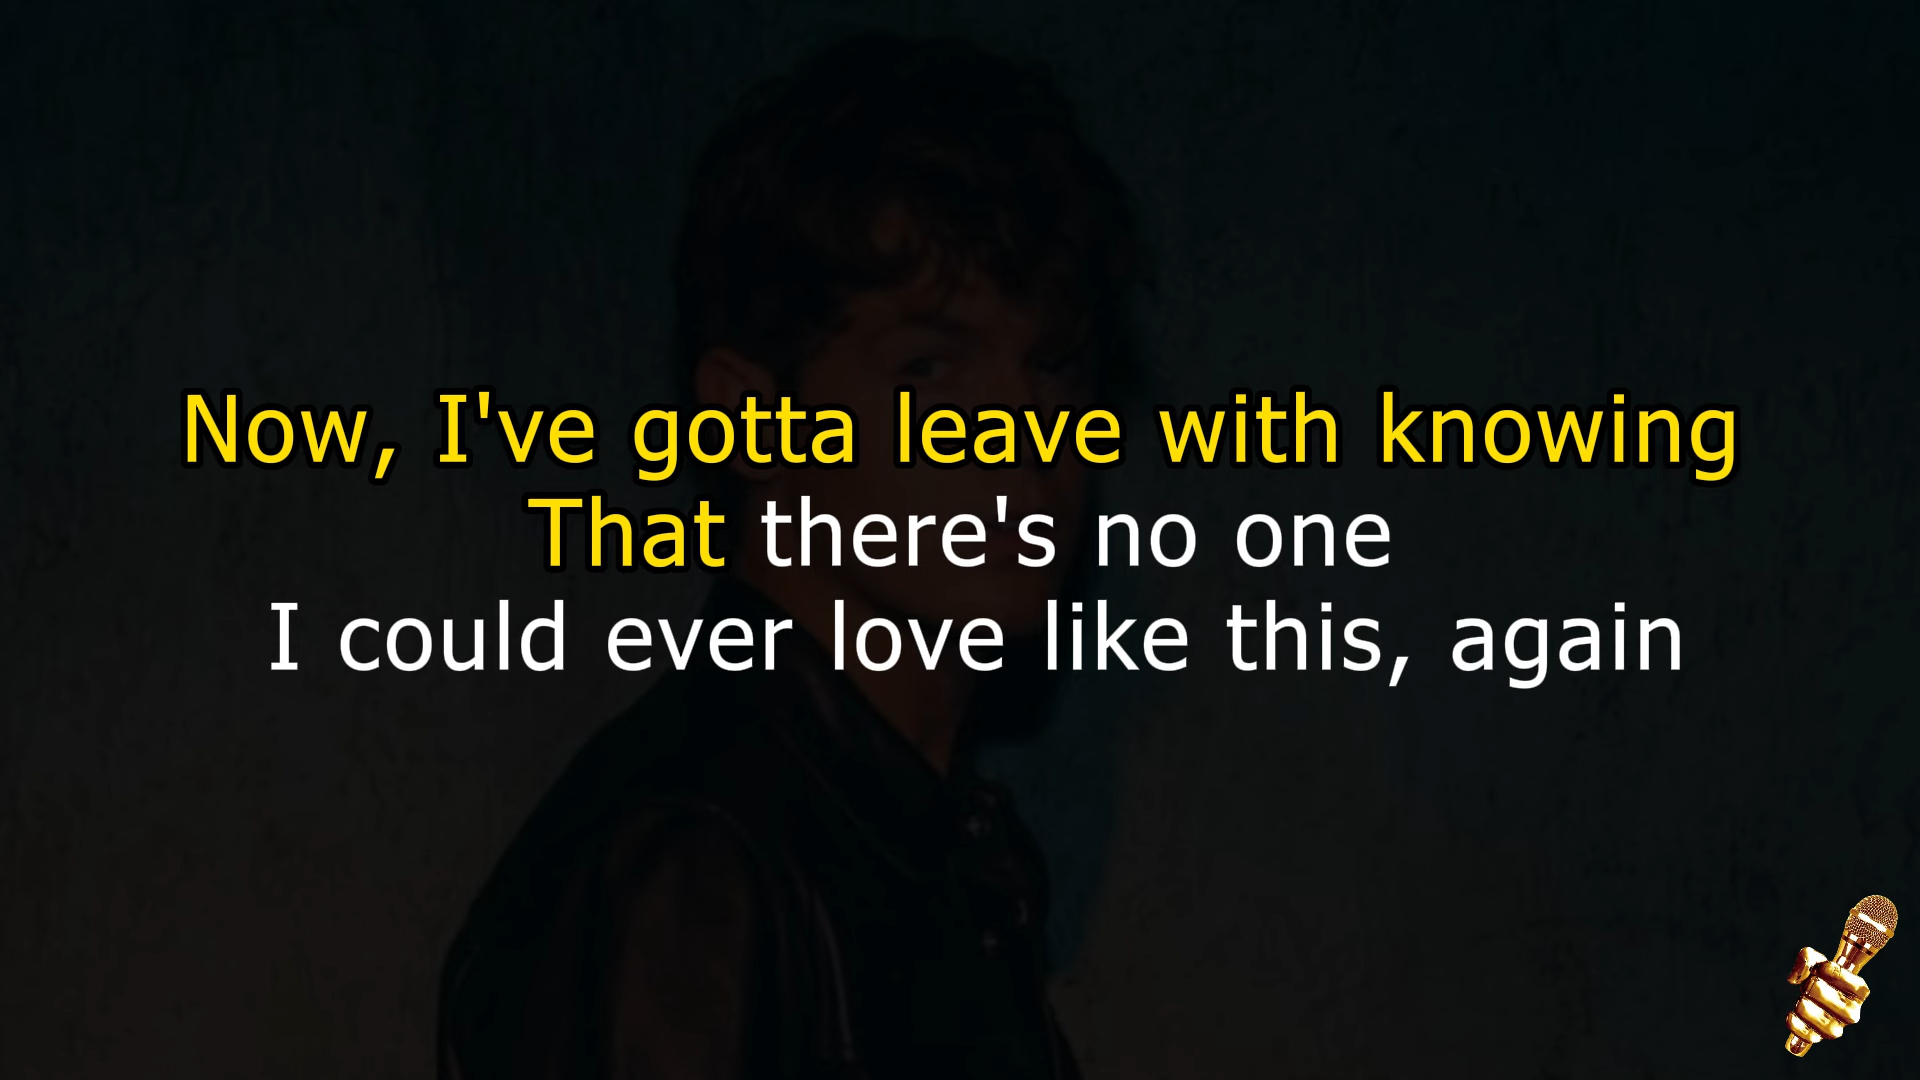 Now, I've gotta leave with knowing
That there's no one
I could ever love like this, again